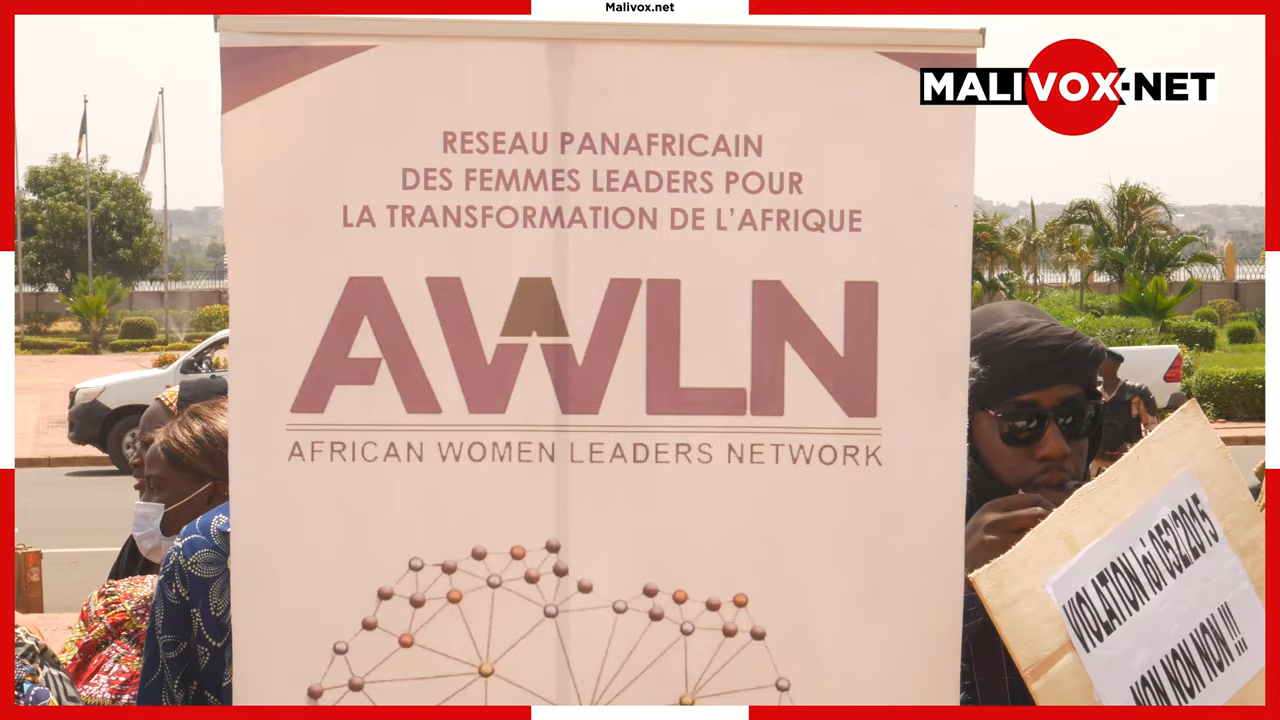 Malivox.net
MALIVOX.NET
RESEAU PANAFRICAIN
DES FEMMES LEADERS POUR
LA TRANSFORMATION DE L'AFRIQUE
AWLN
AFRICAN WOMEN LEADERS NETWORK
VIOLATION loi 052/2015
NON NON NON !!!